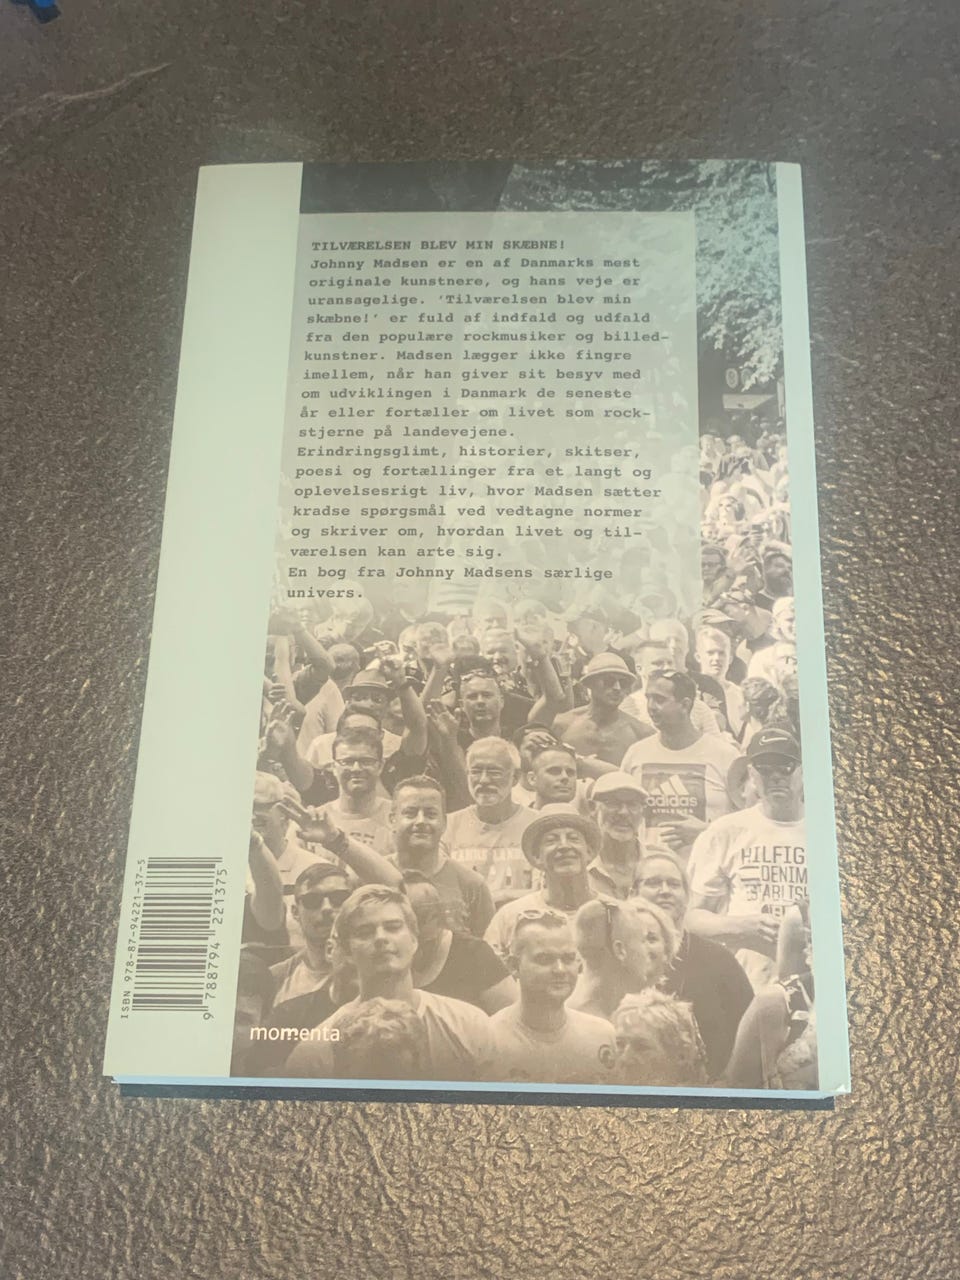 TILVÆRELSEN BLEV MIN SKÆBNE!
Johnny Madsen er en af Danmarks mest
originale kunstnere, og hans veje er
uransagelige. 'Tilværelsen blev min
skæbne!' er fuld af indfald og udfald
fra den populære rockmusiker og billed-
kunstner. Madsen lægger ikke fingre
imellem, når han giver sit besyv med
om udviklingen i Danmark de seneste
år eller fortæller om livet som rock-
stjerne på landevejene.
Erindringsglimt, historier, skitser,
poesi og fortællinger fra et langt og
oplevelsesrigt liv, hvor Madsen sætter
kradse spørgsmål ved vedtagne normer
og skriver om, hvordan livet og til-
værelsen kan arte sig.
En bog fra Johnny Madsens særlige
univers.
adidas
HILFIG
DENIM
ISBN 978-87-94221-37-5
9 788794 221375
momenta